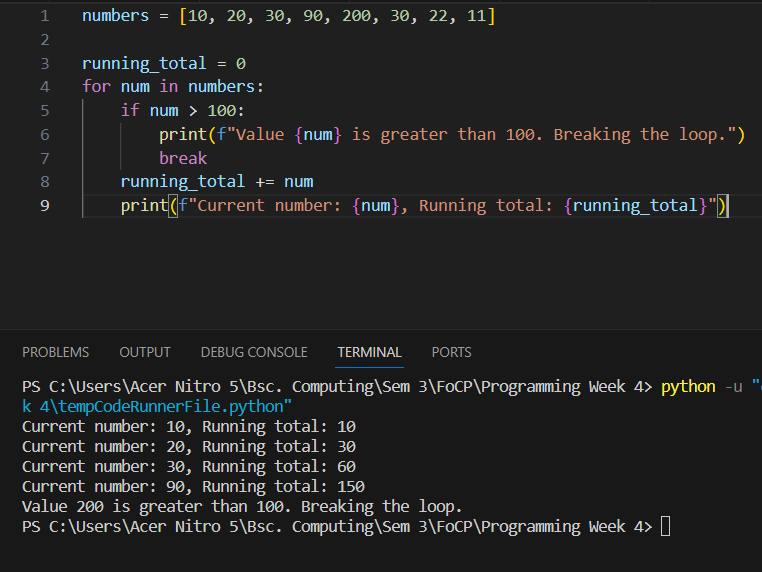 1 numbers = [10, 20, 30, 90, 200, 30, 22, 11]
2
3 running_total = 0
4 for num in numbers:
5     if num > 100:
6         print(f"Value {num} is greater than 100. Breaking the loop.")
7         break
8     running_total += num
9     print(f"Current number: {num}, Running total: {running_total}")
PROBLEMS OUTPUT DEBUG CONSOLE TERMINAL PORTS
PS C:\Users\Acer Nitro 5\Bsc. Computing\Sem 3\FoCP\Programming Week 4> python -u "
k 4\tempCodeRunnerFile.python"
Current number: 10, Running total: 10
Current number: 20, Running total: 30
Current number: 30, Running total: 60
Current number: 90, Running total: 150
Value 200 is greater than 100. Breaking the loop.
PS C:\Users\Acer Nitro 5\Bsc. Computing\Sem 3\FoCP\Programming Week 4>